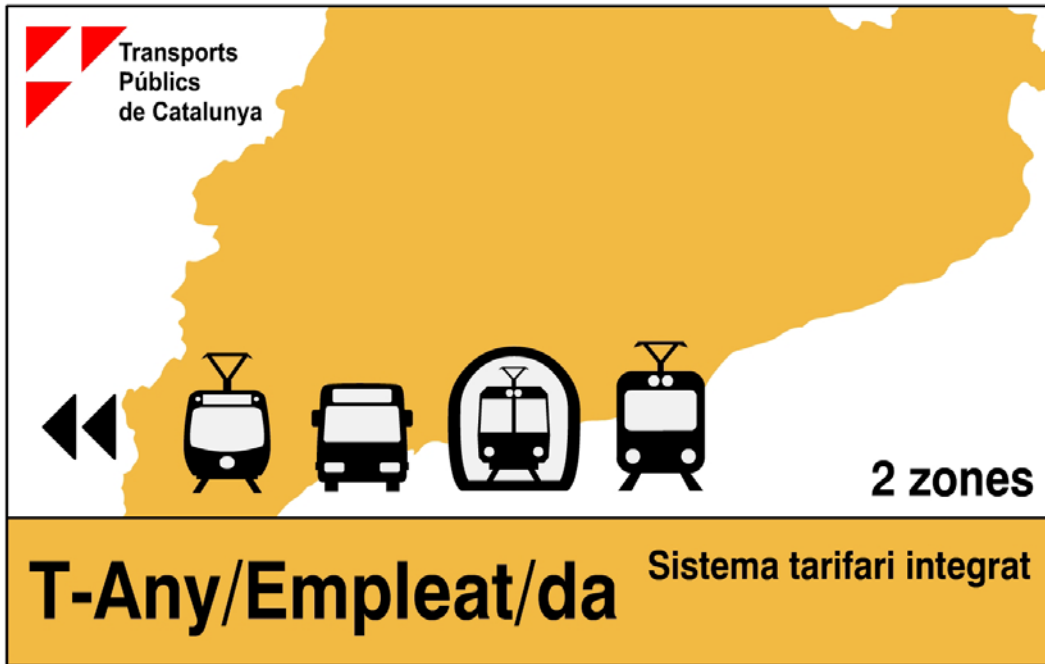 Transports
Públics
de Catalunya
2 zones
T-Any/Empleat/da
Sistema tarifari integrat